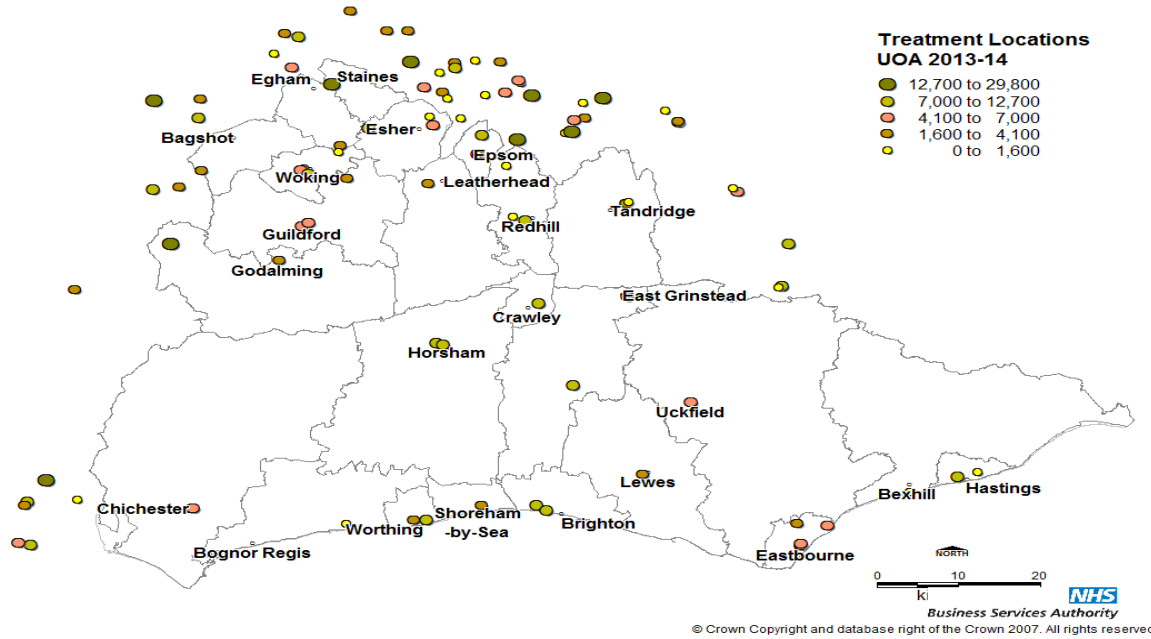 Treatment Locations
UOA 2013-14
12,700 to 29,800
7,000 to 12,700
4,100 to 7,000
1,600 to 4,100
0 to 1,600
Staines
Egham
Bagshot
Esher
Epsom
Woking
Leatherhead
Tandridge
Redhill
Guildford
Godalming
East Grinstead
Crawley
Horsham
Uckfield
Lewes
Hastings
Bexhill
Chichester
Shoreham
-by-Sea
Worthing
Brighton
Bognor Regis
Eastbourne
NORTH
0 10 20
NHS
Business Services Authority
© Crown Copyright and database right of the Crown 2007. All rights reserved